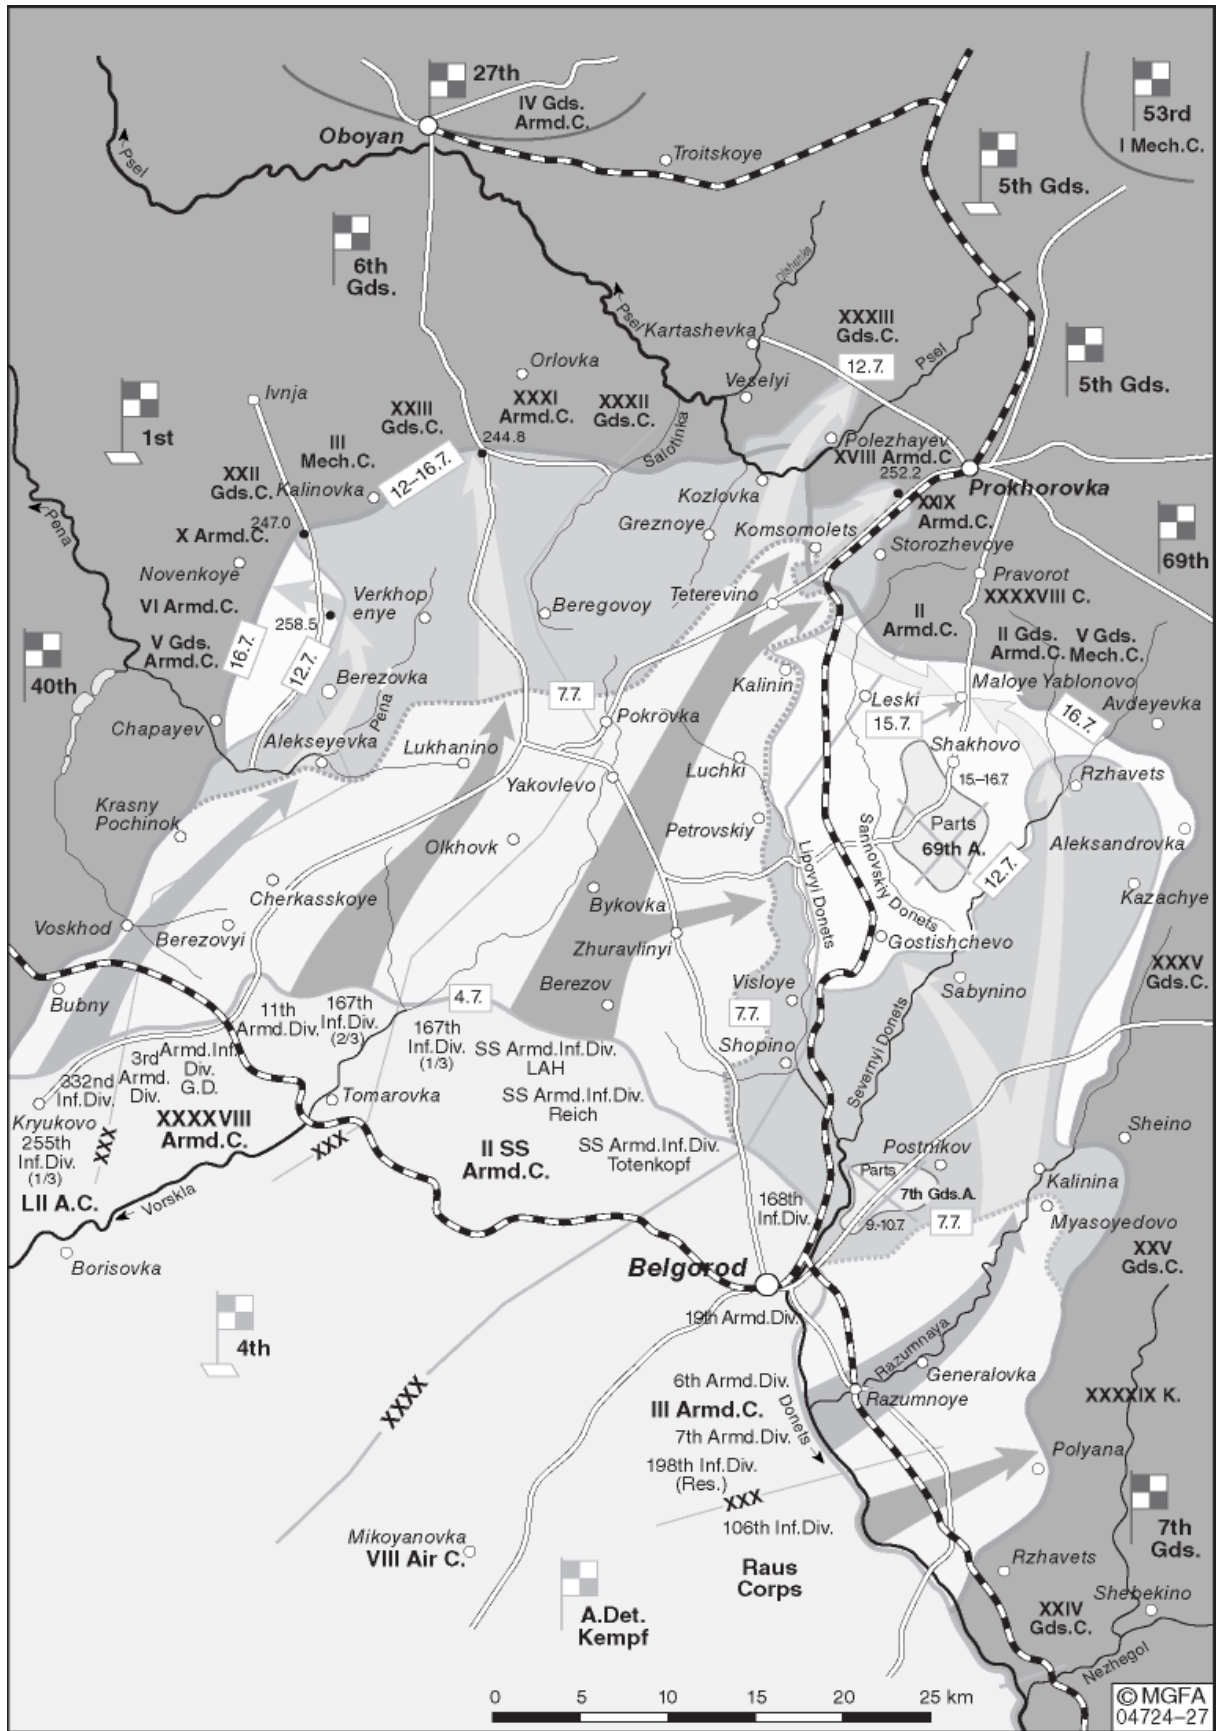 27th
IV Gds.
Armd.C.
53rd
I Mech.C.
Oboyan
Psel
Troitskoye
5th Gds.
6th
Gds.
Olshanka
Psel
Kartashevka
XXXIII
Gds.C.
12.7.
Psel
5th Gds.
Orlovka
Veselyi
Ivnja
1st
XXIII
Gds.C.
XXXI
Armd.C.
XXXII
Gds.C.
244.8
Salotinka
III
Mech.C.
12–16.7.
Polezhayev
XVIII Armd.C
252.2
XXII
Gds.C.
Kalinovka
Kozlovka
Prokhorovka
XXIX
Armd.C.
Pena
X Armd.C.
247.0
Greznoye
Komsomolets
Storozhevoye
69th
Novenkoye
Verkhop
enye
Teterevino
Pravorot
XXXXVIII C.
VI Armd.C.
258.5
Beregovoy
II
Armd.C.
II Gds.
Armd.C.
V Gds.
Mech.C.
40th
V Gds.
Armd.C.
16.7.
12.7.
Berezovka
Pena
7.7.
Kalinin
Leski
Maloye Yablonovo
16.7.
Avdeyevka
Chapayev
Alekseyevka
Lukhanino
Pokrovka
15.7.
Shakhovo
Yakovlevo
Luchki
15.–16.7.
Rzhavets
Krasny
Pochinok
Olkhovk
Petrovskiy
Parts
69th A.
Aleksandrovka
Lipovyi Donets
Sannovskiy Donets
12.7.
Cherkasskoye
Bykovka
Kazachye
Voskhod
Berezovyi
Zhuravlinyi
Gostishchevo
XXXV
Gds.C.
Bubny
Berezov
Visloye
Sabynino
4.7.
7.7.
11th
Armd.Div.
167th
Inf.Div.
(2/3)
167th
Inf.Div.
(1/3)
SS Armd.Inf.Div.
LAH
Shopino
Severnyi Donets
332nd
Inf.Div.
3rd
Armd.
Div.
Armd.Inf.
Div.
G.D.
Tomarovka
SS Armd.Inf.Div.
Reich
Kryukovo
255th
Inf.Div.
(1/3)
XXX
XXXXVIII
Armd.C.
XXX
II SS
Armd.C.
SS Armd.Inf.Div.
Totenkopf
Sheino
Postnikov
Parts
7th Gds.A.
9.-10.7.
Kalinina
LII A.C.
Vorskla
168th
Inf.Div.
7.7.
Myasoyedovo
XXV
Gds.C.
Borisovka
Belgorod
19th Armd.Div.
4th
Razumnaya
Generalovka
XXXX
6th Armd.Div.
III Armd.C.
7th Armd.Div.
Donets
Razumnoye
XXXXIX K.
198th Inf.Div.
(Res.)
Polyana
XXX
106th Inf.Div.
7th
Gds.
Mikoyanovka
VIII Air C.
Raus
Corps
Rzhavets
Shebekino
A.Det.
Kempf
XXIV
Gds.C.
Nezhegol
0 5 10 15 20 25 km
© MGFA
04724–27